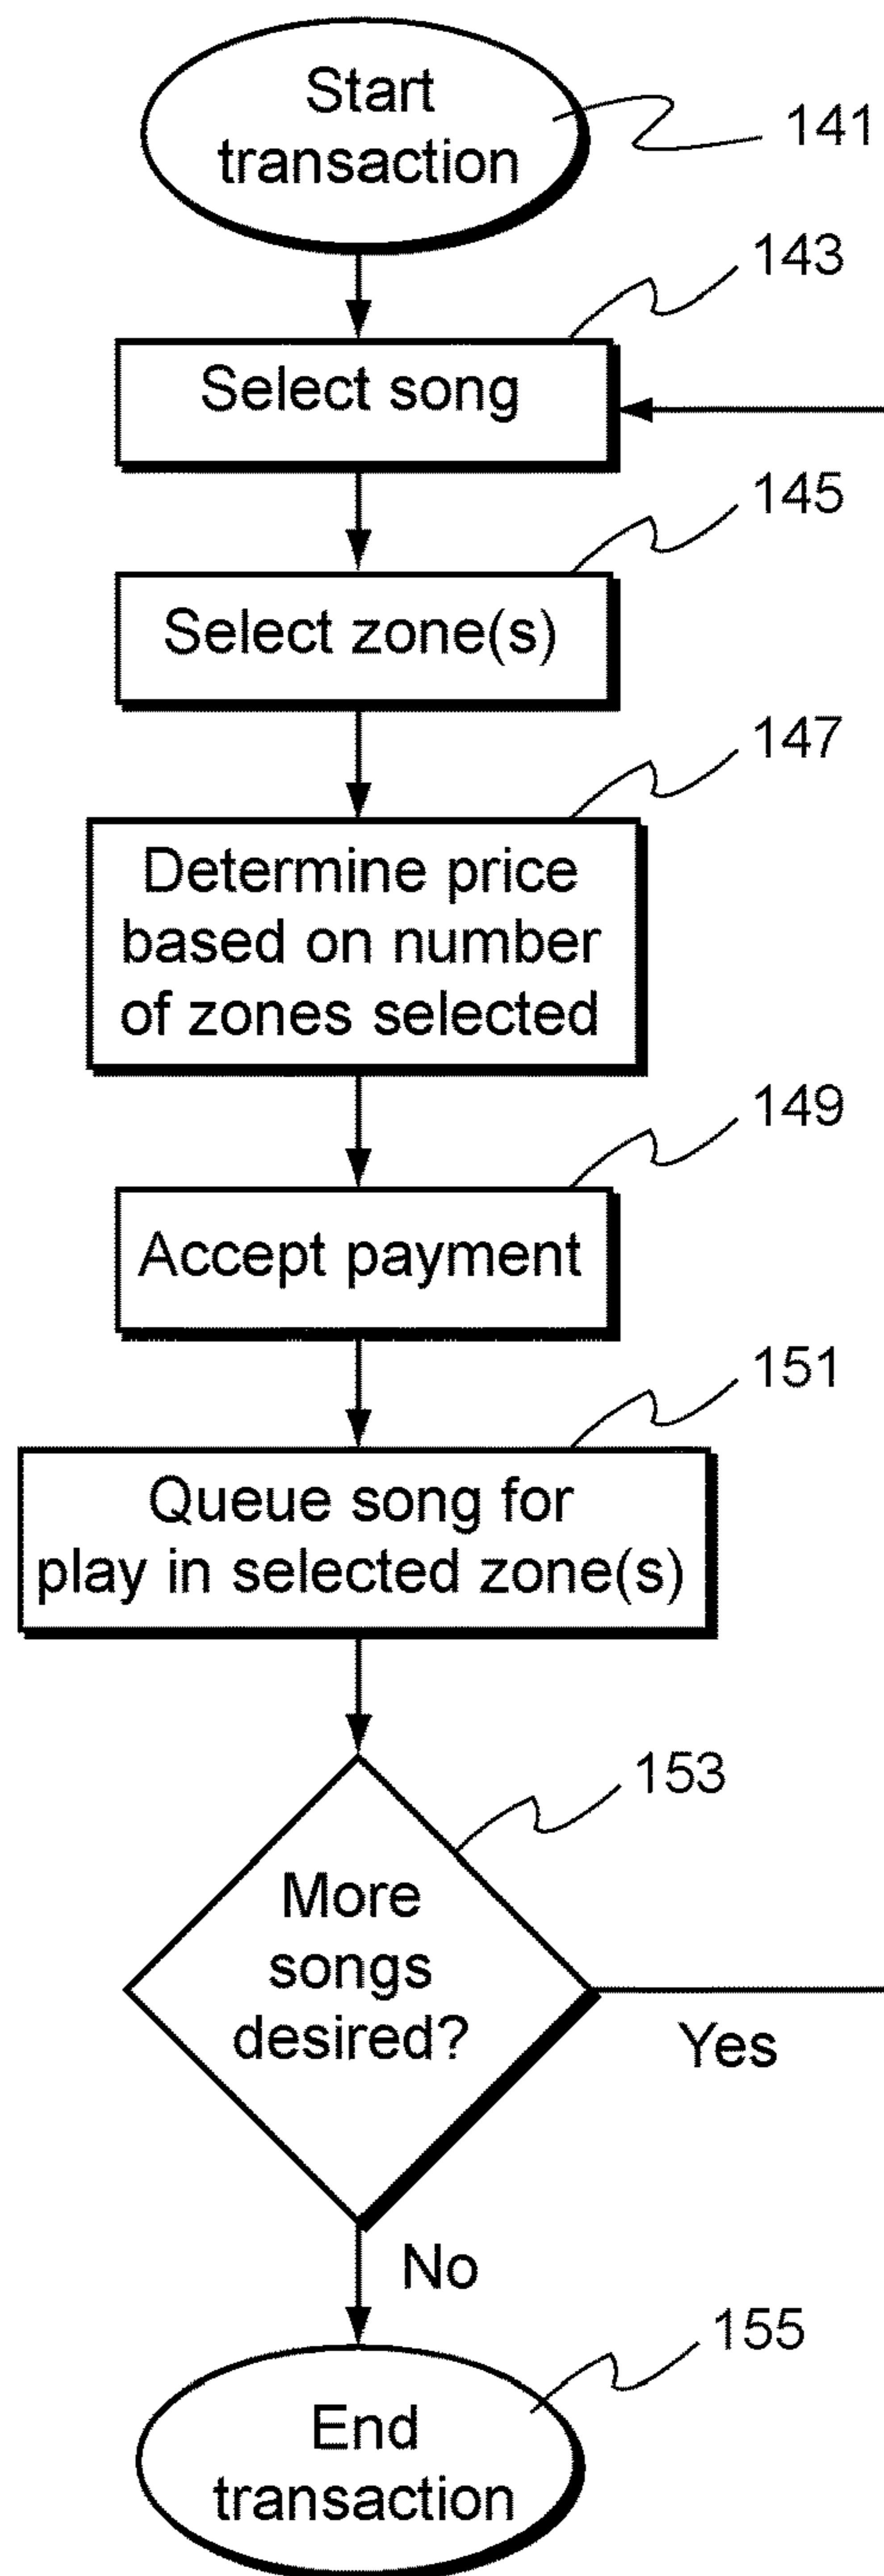 Start
transaction
141
143
Select song
145
Select zone(s)
147
Determine price
based on number
of zones selected
149
Accept payment
151
Queue song for
play in selected zone(s)
153
More
songs
desired?
Yes
No
155
End
transaction